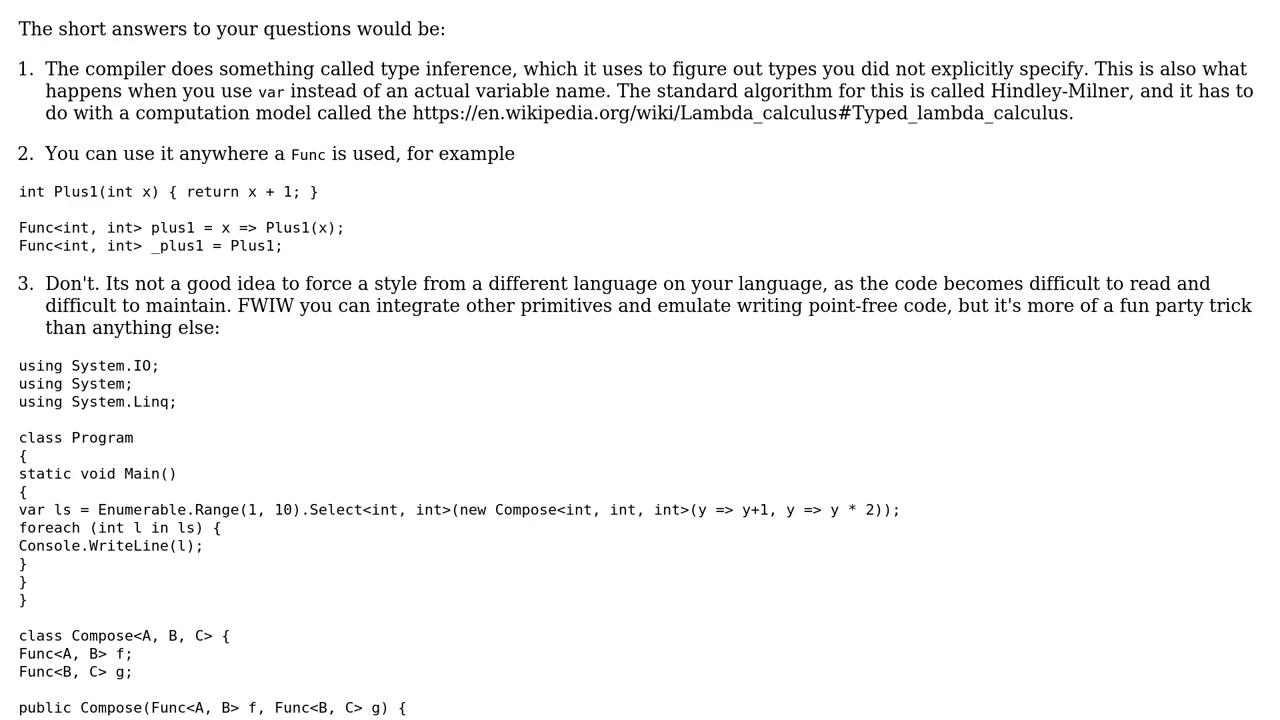 The short answers to your questions would be:
1. The compiler does something called type inference, which it uses to figure out types you did not explicitly specify. This is also what
happens when you use var instead of an actual variable name. The standard algorithm for this is called Hindley-Milner, and it has to
do with a computation model called the https://en.wikipedia.org/wiki/Lambda_calculus#Typed_lambda_calculus.
2. You can use it anywhere a Func is used, for example
int Plus1(int x) { return x + 1; }
Func<int, int> plus1 = x => Plus1(x);
Func<int, int> _plus1 = Plus1;
3. Don't. Its not a good idea to force a style from a different language on your language, as the code becomes difficult to read and
difficult to maintain. FWIW you can integrate other primitives and emulate writing point-free code, but it's more of a fun party trick
than anything else:
using System.IO;
using System;
using System.Linq;
class Program
{
static void Main()
{
var ls = Enumerable.Range(1, 10).Select<int, int>(new Compose<int, int, int>(y => y+1, y => y * 2));
foreach (int l in ls) {
Console.WriteLine(l);
}
}
}
class Compose<A, B, C> {
Func<A, B> f;
Func<B, C> g;
public Compose(Func<A, B> f, Func<B, C> g) {